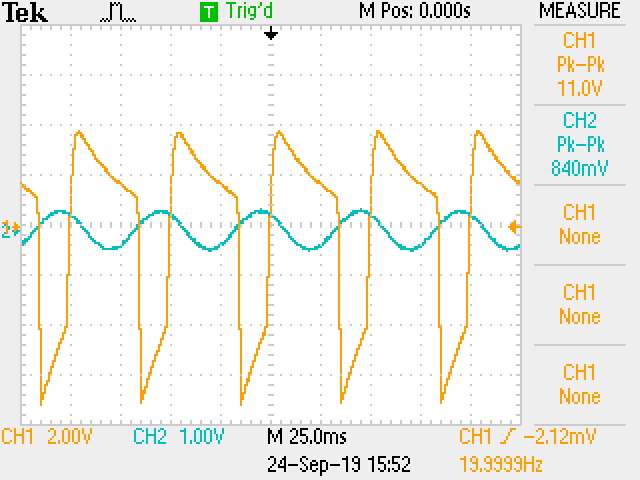 Tek T Trig'd M Pos: 0.000s MEASURE
CH1
Pk-Pk
11.0V
CH2
Pk-Pk
840mV
CH1
None
CH1
None
CH1
None
2
CH1 2.00V CH2 1.00V M 25.0ms CH1 -2.12mV
24-Sep-19 15:52 19.9999Hz